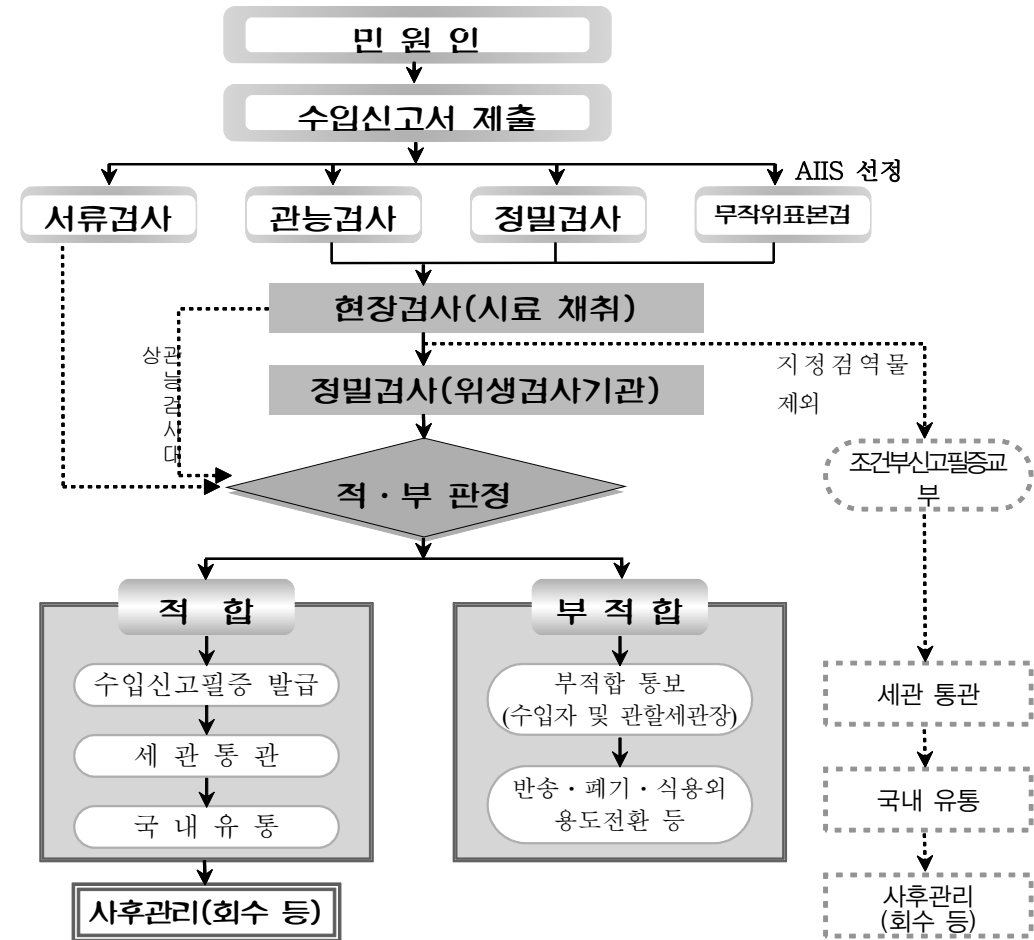 민 원 인
수입신고서 제출
AIIS 선정
서류검사
관능검사
정밀검사
무작위표본검
현장검사(시료 채취)
상관
능
검
사
대
지정검역물
제외
정밀검사(위생검사기관)
조건부신고필증교
부
적 · 부 판정
적 합
부 적 합
수입신고필증 발급
세 관 통 관
국 내 유 통
부적합 통보
(수입자 및 관할세관장)
반송 · 폐기 · 식용외
용도전환 등
세관 통관
국내 유통
사후관리(회수 등)
사후관리
(회수 등)